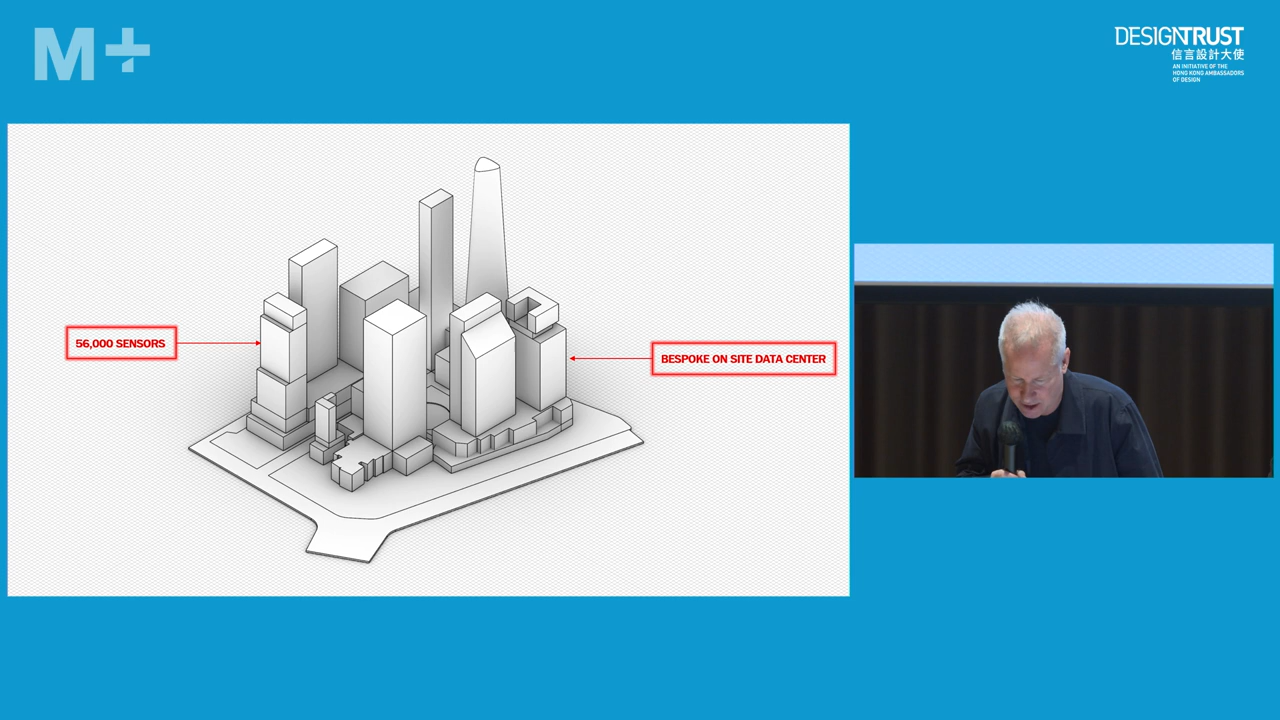 M+
DESIGNTRUST
信言設計大使
AN INITIATIVE OF THE
HONG KONG AMBASSADORS
OF DESIGN
56,000 SENSORS
BESPOKE ON SITE DATA CENTER